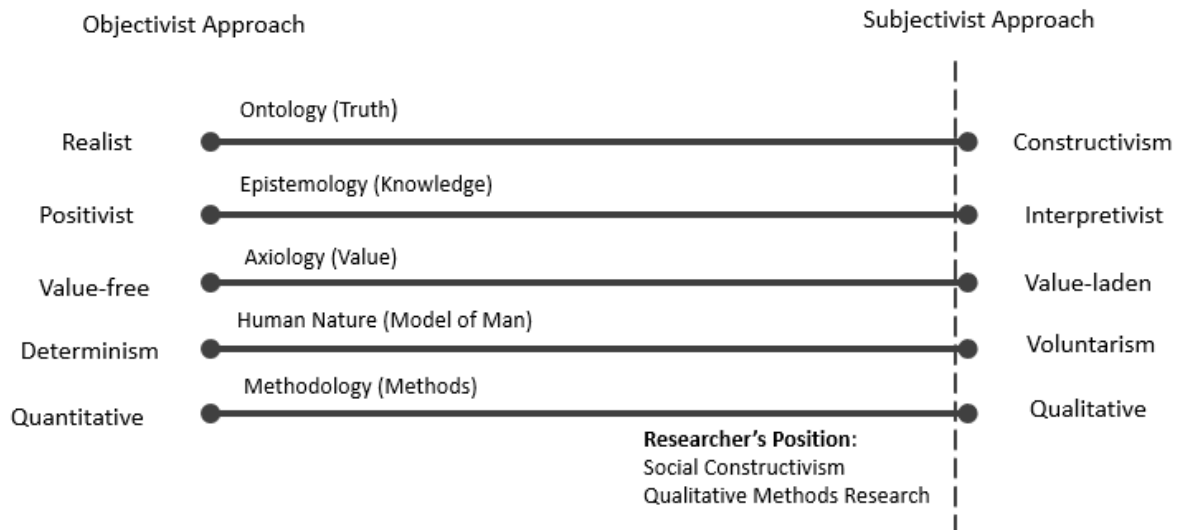 Objectivist Approach
Subjectivist Approach
Ontology (Truth)
Realist
Constructivism
Epistemology (Knowledge)
Positivist
Interpretivist
Axiology (Value)
Value-free
Value-laden
Human Nature (Model of Man)
Determinism
Voluntarism
Methodology (Methods)
Quantitative
Qualitative
Researcher’s Position:
Social Constructivism
Qualitative Methods Research